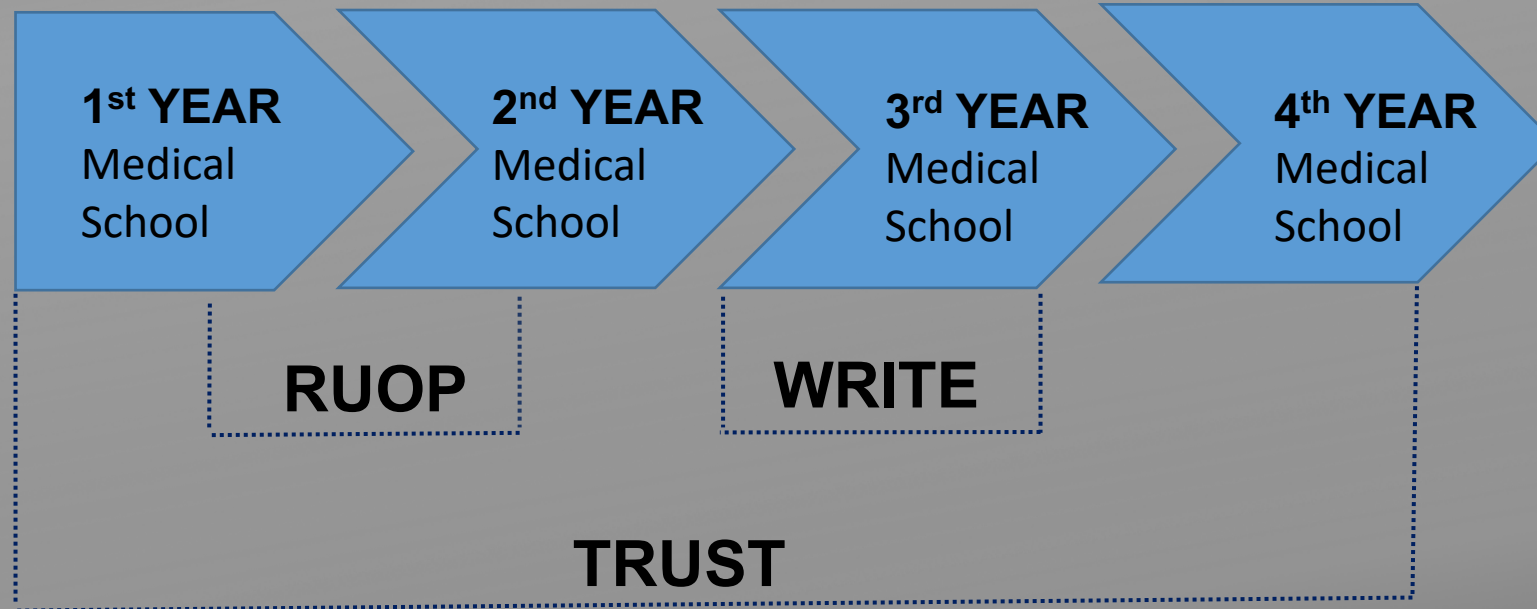 1st YEAR
Medical
School
2nd YEAR
Medical
School
3rd YEAR
Medical
School
4th YEAR
Medical
School
RUOP
WRITE
TRUST